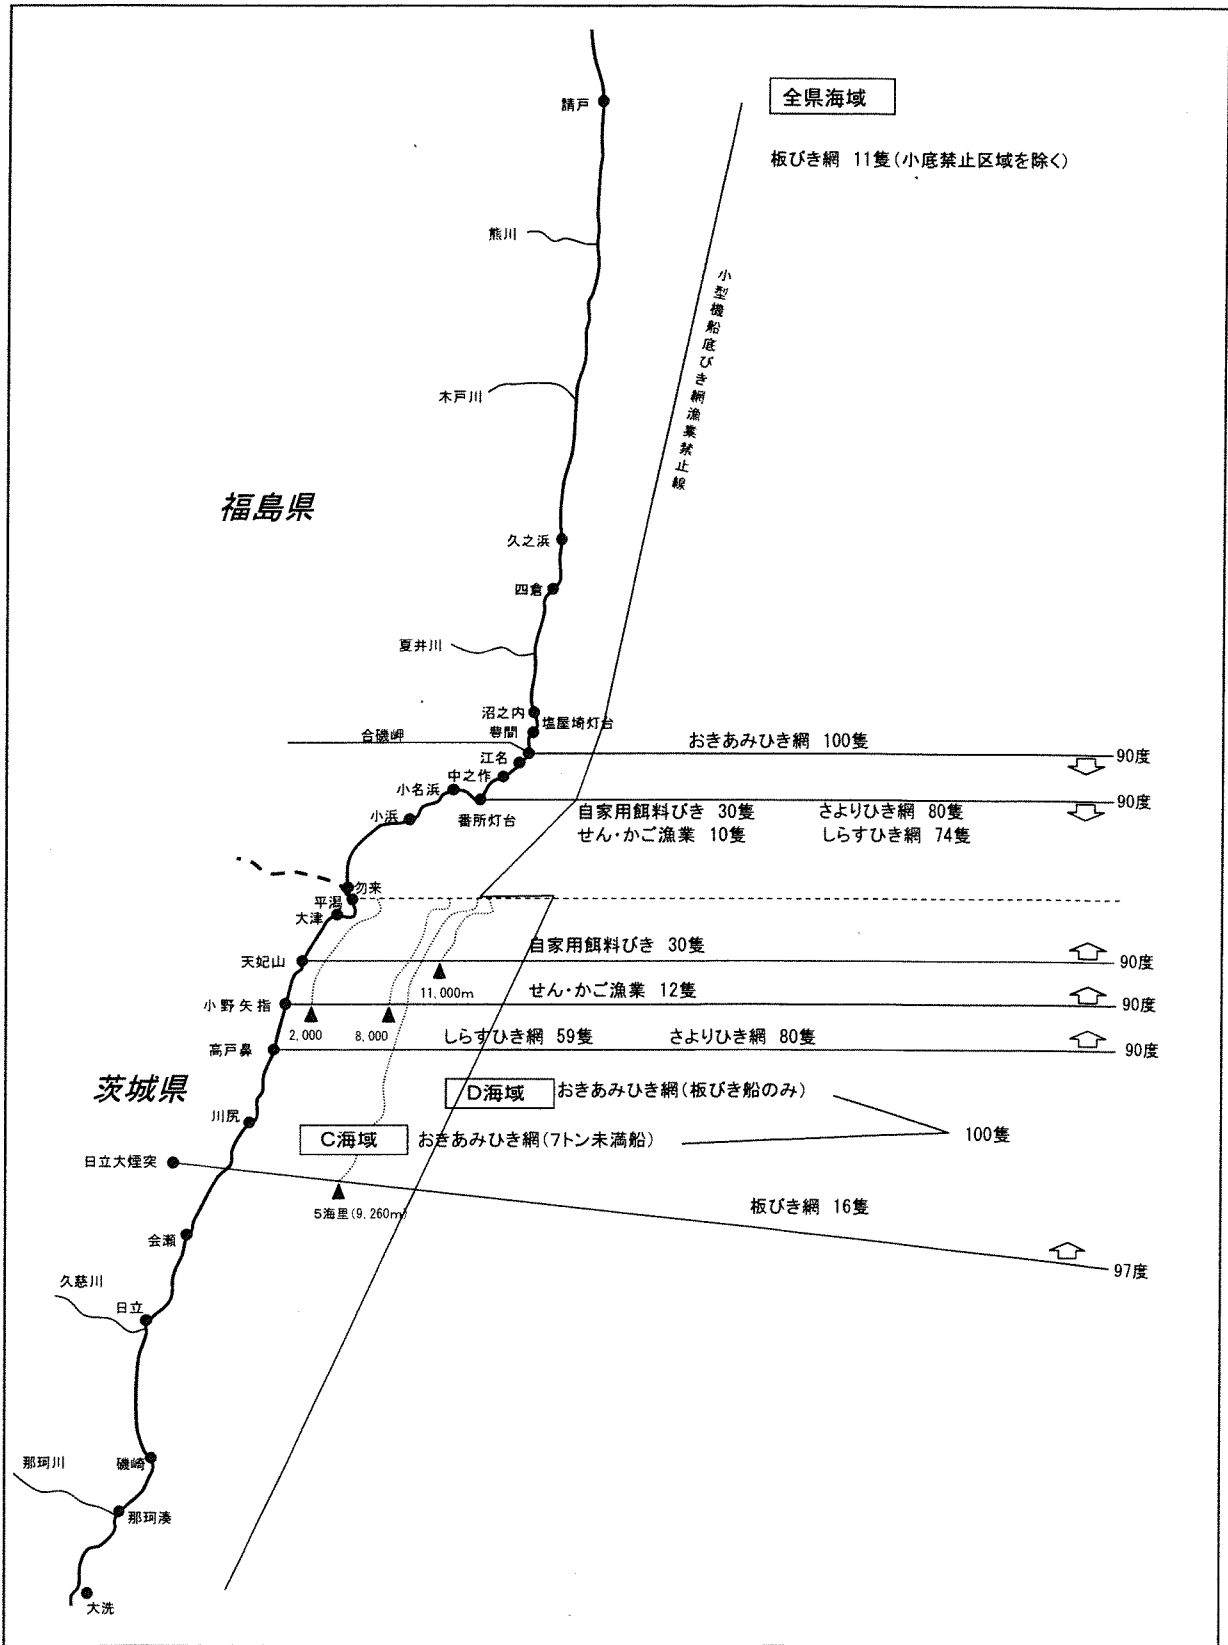 全県海域
請戸
板びき網 11隻(小底禁止区域を除く)
熊川
小型機船底びき網漁業禁止線
木戸川
福島県
久之浜
四倉
夏井川
沼之内
塩屋埼灯台
豊間
合磯岬
おきあみひき網 100隻
90度
江名
中之作
小名浜
90度
自家用餌料びき 30隻 さよりひき網 80隻
小浜
番所灯台
せん・かご漁業 10隻 しらすひき網 74隻
勿来
平潟
大津
自家用餌料びき 30隻
天妃山
90度
11,000m
せん・かご漁業 12隻
小野矢指
90度
2,000
8,000
しらすひき網 59隻 さよりひき網 80隻
高戸鼻
90度
茨城県
D海域 おきあみひき網(板びき船のみ)
川尻
C海域 おきあみひき網(7トン未満船)
100隻
日立大煙突
板びき網 16隻
5海里(9,260m)
会瀬
97度
久慈川
日立
那珂川
磯崎
那珂湊
大洗